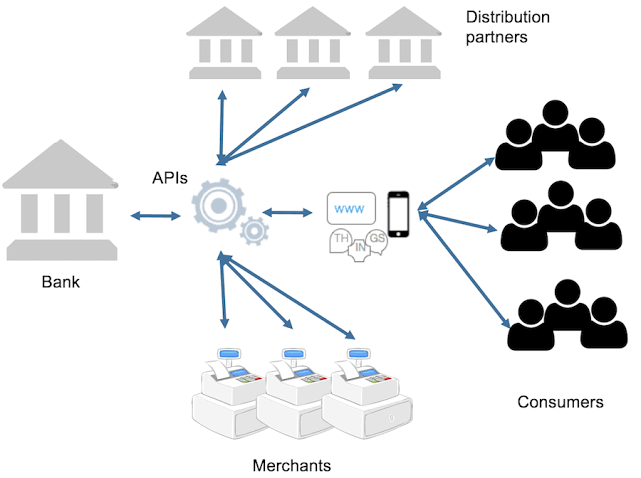 Distribution
partners
APIs
www
TH
IN
GS
Bank
Consumers
Merchants